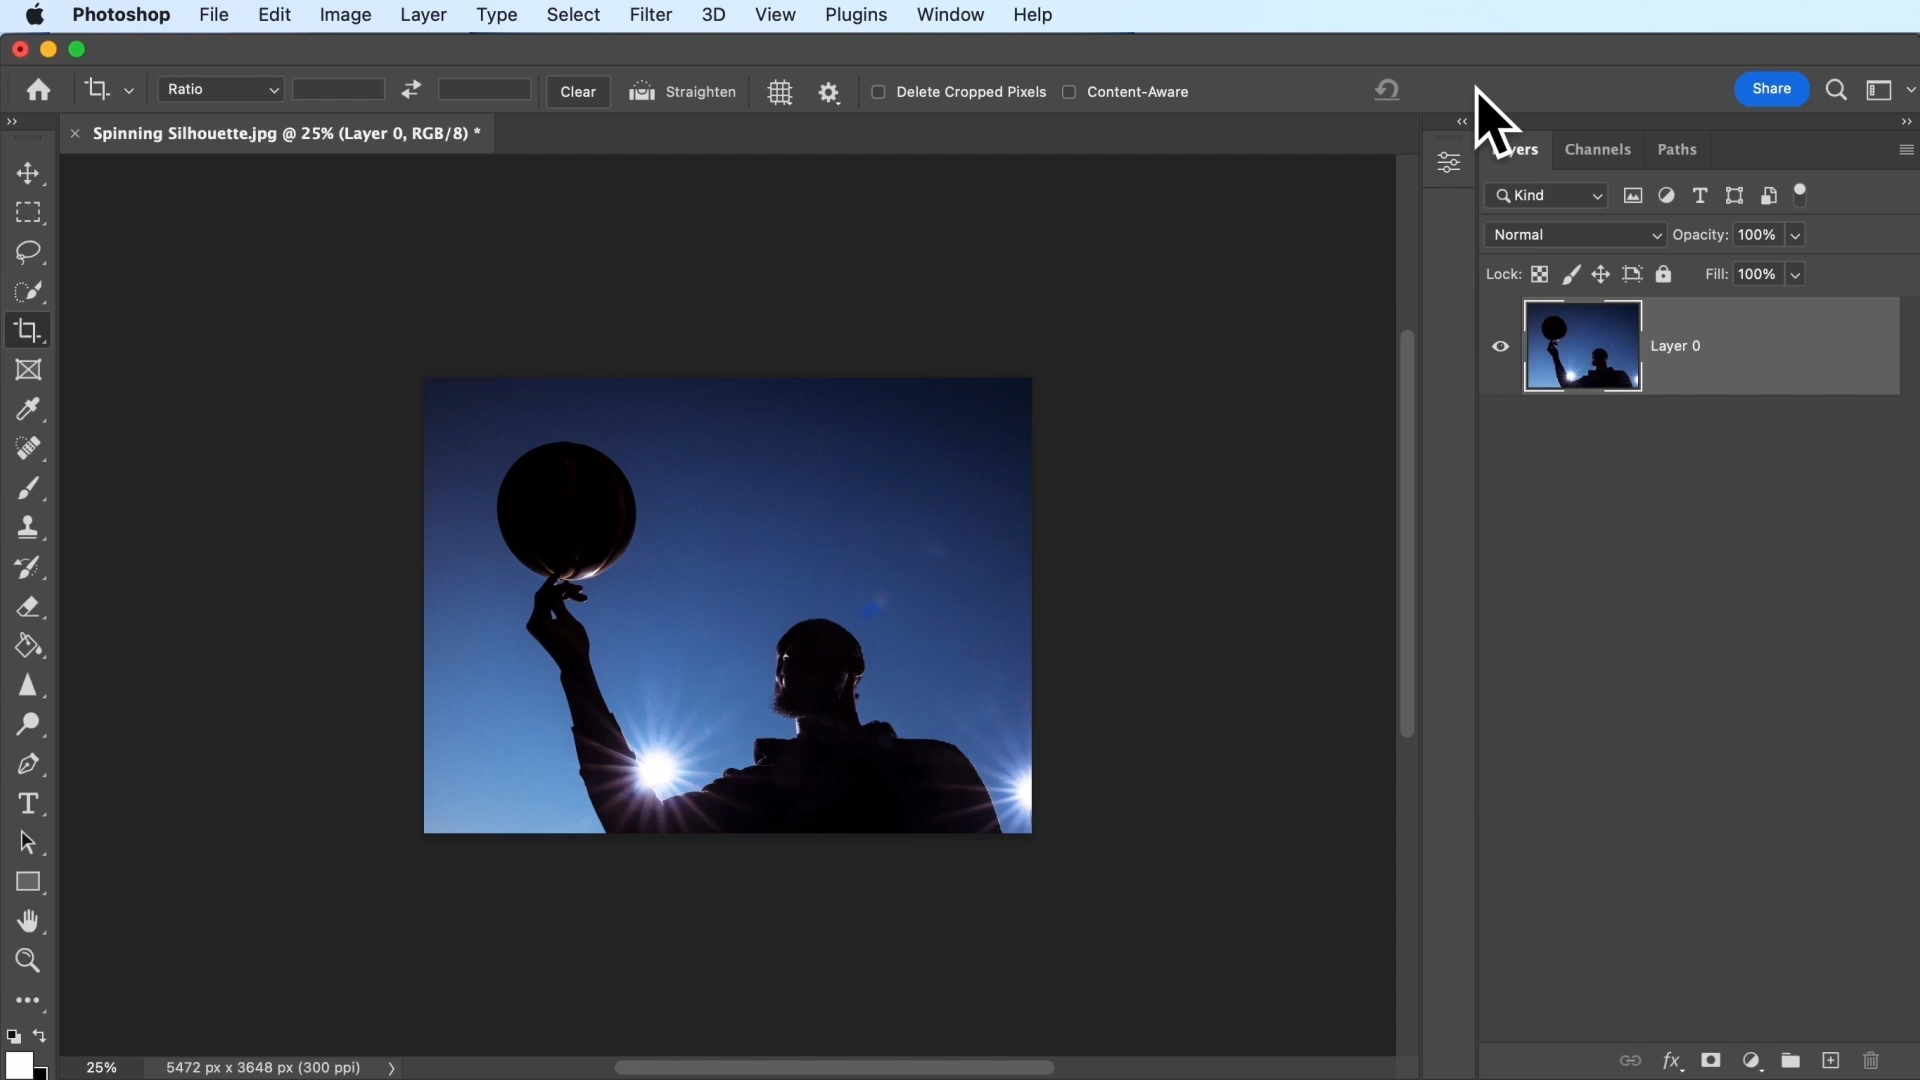 Photoshop File Edit Image Layer Type Select Filter 3D View Plugins Window Help
Ratio Clear Straighten Delete Cropped Pixels Content-Aware Share
Spinning Silhouette.jpg @ 25% (Layer 0, RGB/8) *
Channels Paths
Kind
Normal Opacity: 100%
Lock: Fill: 100%
Layer 0
25% 5472 px x 3648 px (300 ppi)